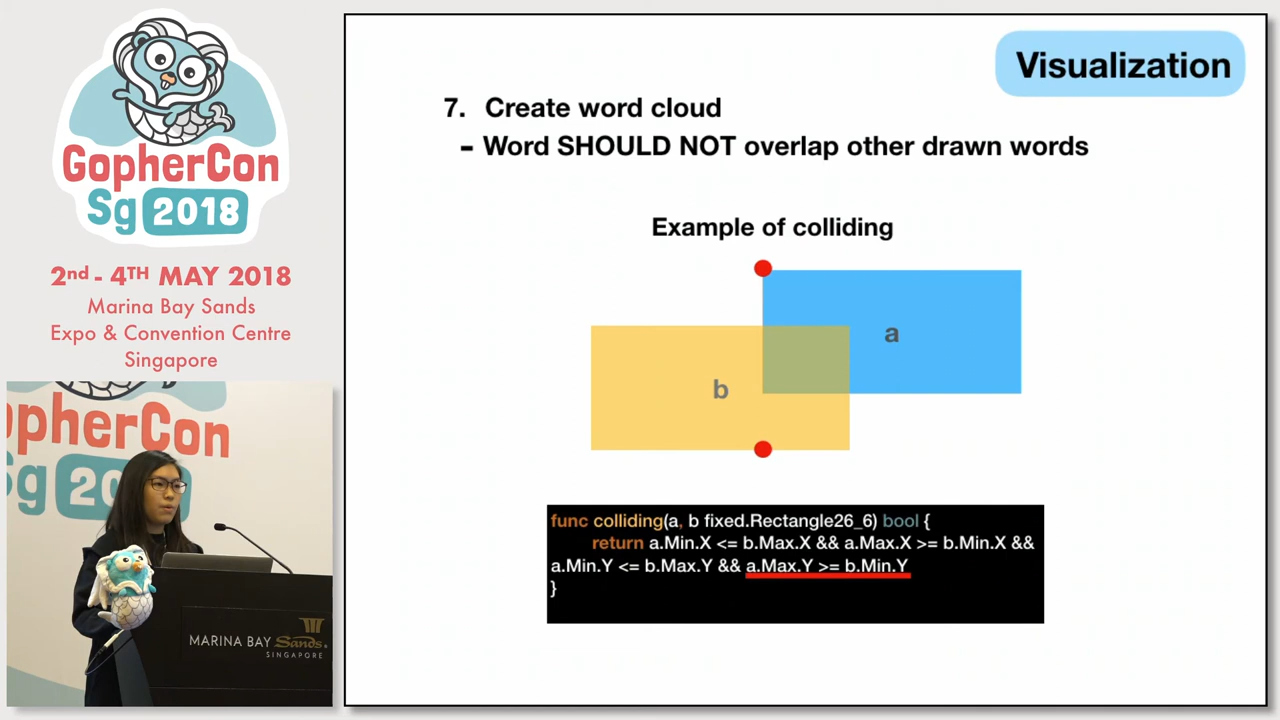 GopherCon
Sg 2018
2nd - 4TH MAY 2018
Marina Bay Sands
Expo & Convention Centre
Singapore
opherCon
Sg 20
MARINA BAY Sands.
SINGAPORE
Visualization
7. Create word cloud
- Word SHOULD NOT overlap other drawn words
Example of colliding
a
b
func colliding(a, b fixed.Rectangle26_6) bool {
return a.Min.X <= b.Max.X && a.Max.X >= b.Min.X &&
a.Min.Y <= b.Max.Y && a.Max.Y >= b.Min.Y
}